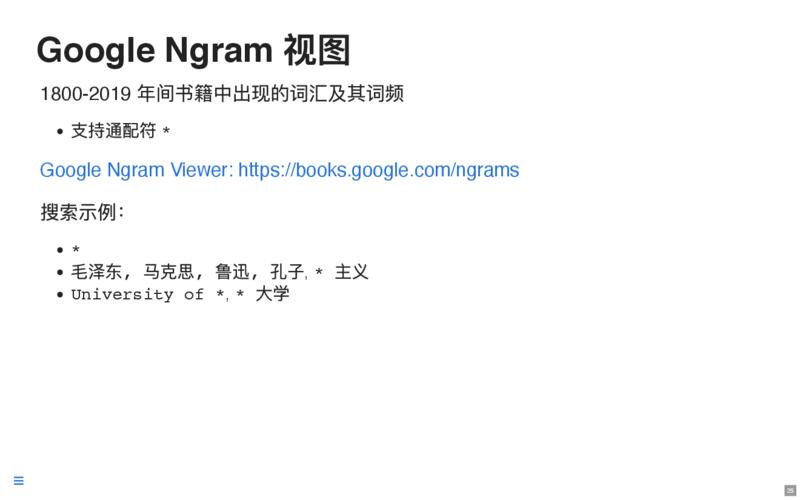 Google Ngram 视图
1800-2019 年间书籍中出现的词汇及其词频
• 支持通配符 *
Google Ngram Viewer: https://books.google.com/ngrams
搜索示例：
• *
• 毛泽东, 马克思, 鲁迅, 孔子, * 主义
• University of *, * 大学
25